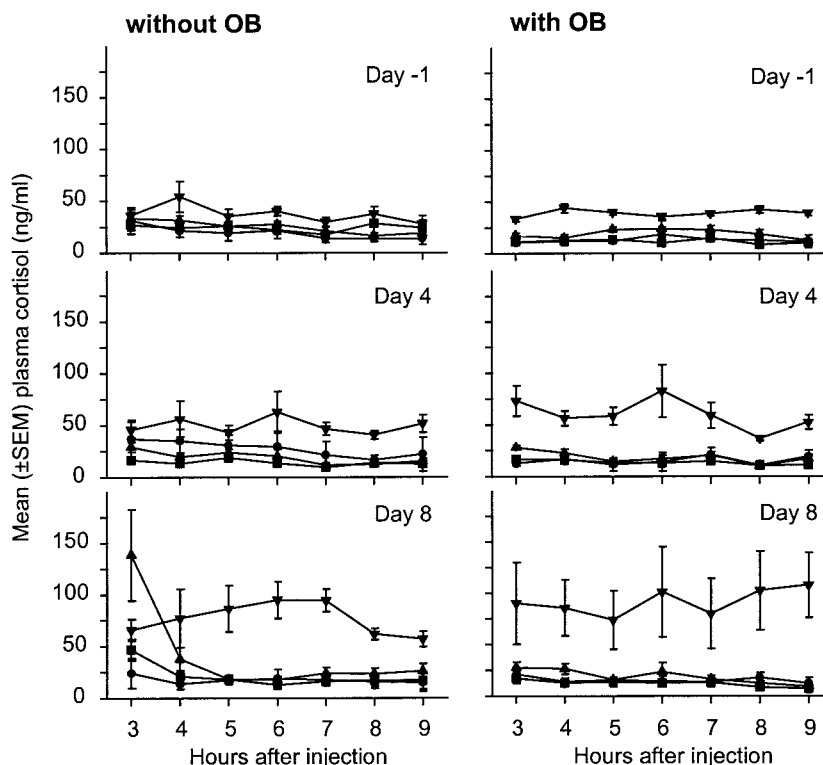 without OB
with OB
Mean (±SEM) plasma cortisol (ng/ml)
Day -1
150
100
50
0
Day -1
Day 4
150
100
50
0
Day 4
Day 8
150
100
50
0
Day 8
3 4 5 6 7 8 9
3 4 5 6 7 8 9
Hours after injection
Hours after injection